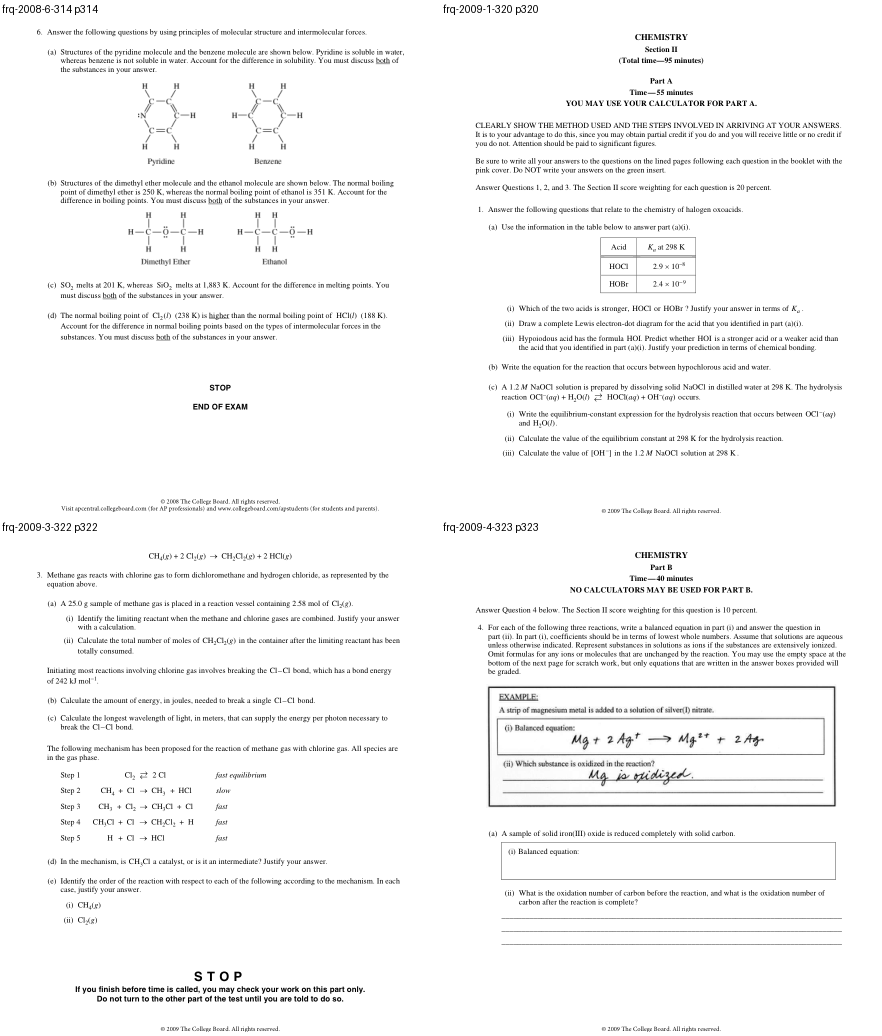 frq-2008-6-314 p314
6. Answer the following questions by using principles of molecular structure and intermolecular forces.
(a) Structures of the pyridine molecule and the benzene molecule are shown below. Pyridine is soluble in water,
whereas benzene is not soluble in water. Account for the difference in solubility. You must discuss both of
the substances in your answer.
H H H H
C—C C—C
:N C—H H—C C—H
C═C C═C
H H H H
Pyridine Benzene
(b) Structures of the dimethyl ether molecule and the ethanol molecule are shown below. The normal boiling
point of dimethyl ether is 250 K, whereas the normal boiling point of ethanol is 351 K. Account for the
difference in boiling points. You must discuss both of the substances in your answer.
H H H H
H—C—O—C—H H—C—C—O—H
H H H H
Dimethyl Ether Ethanol
(c) SO₂ melts at 201 K, whereas SiO₂ melts at 1,883 K. Account for the difference in melting points. You
must discuss both of the substances in your answer.
(d) The normal boiling point of Cl₂(l) (238 K) is higher than the normal boiling point of HCl(l) (188 K).
Account for the difference in normal boiling points based on the types of intermolecular forces in the
substances. You must discuss both of the substances in your answer.
STOP
END OF EXAM
© 2008 The College Board. All rights reserved.
Visit apcentral.collegeboard.com (for AP professionals) and www.collegeboard.com/apstudents (for students and parents).
frq-2009-1-320 p320
CHEMISTRY
Section II
(Total time—95 minutes)
Part A
Time—55 minutes
YOU MAY USE YOUR CALCULATOR FOR PART A.
CLEARLY SHOW THE METHOD USED AND THE STEPS INVOLVED IN ARRIVING AT YOUR ANSWERS.
It is to your advantage to do this, since you may obtain partial credit if you do and you will receive little or no credit if
you do not. Attention should be paid to significant figures.
Be sure to write all your answers to the questions on the lined pages following each question in the booklet with the
pink cover. Do NOT write your answers on the green insert.
Answer Questions 1, 2, and 3. The Section II score weighting for each question is 20 percent.
1. Answer the following questions that relate to the chemistry of halogen oxoacids.
(a) Use the information in the table below to answer part (a)(i).
Acid Kₐ at 298 K
HOCl 2.9 × 10⁻⁸
HOBr 2.4 × 10⁻⁹
(i) Which of the two acids is stronger, HOCl or HOBr ? Justify your answer in terms of Kₐ.
(ii) Draw a complete Lewis electron-dot diagram for the acid that you identified in part (a)(i).
(iii) Hypoiodous acid has the formula HOI. Predict whether HOI is a stronger acid or a weaker acid than
the acid that you identified in part (a)(i). Justify your prediction in terms of chemical bonding.
(b) Write the equation for the reaction that occurs between hypochlorous acid and water.
(c) A 1.2 M NaOCl solution is prepared by dissolving solid NaOCl in distilled water at 298 K. The hydrolysis
reaction OCl⁻(aq) + H₂O(l) ⇄ HOCl(aq) + OH⁻(aq) occurs.
(i) Write the equilibrium-constant expression for the hydrolysis reaction that occurs between OCl⁻(aq)
and H₂O(l).
(ii) Calculate the value of the equilibrium constant at 298 K for the hydrolysis reaction.
(iii) Calculate the value of [OH⁻] in the 1.2 M NaOCl solution at 298 K.
© 2009 The College Board. All rights reserved.
frq-2009-3-322 p322
CH₄(g) + 2 Cl₂(g) → CH₂Cl₂(g) + 2 HCl(g)
3. Methane gas reacts with chlorine gas to form dichloromethane and hydrogen chloride, as represented by the
equation above.
(a) A 25.0 g sample of methane gas is placed in a reaction vessel containing 2.58 mol of Cl₂(g).
(i) Identify the limiting reactant when the methane and chlorine gases are combined. Justify your answer
with a calculation.
(ii) Calculate the total number of moles of CH₂Cl₂(g) in the container after the limiting reactant has been
totally consumed.
Initiating most reactions involving chlorine gas involves breaking the Cl–Cl bond, which has a bond energy
of 242 kJ mol⁻¹.
(b) Calculate the amount of energy, in joules, needed to break a single Cl–Cl bond.
(c) Calculate the longest wavelength of light, in meters, that can supply the energy per photon necessary to
break the Cl–Cl bond.
The following mechanism has been proposed for the reaction of methane gas with chlorine gas. All species are
in the gas phase.
Step 1 Cl₂ ⇄ 2 Cl fast equilibrium
Step 2 CH₄ + Cl → CH₃ + HCl slow
Step 3 CH₃ + Cl₂ → CH₃Cl + Cl fast
Step 4 CH₃Cl + Cl → CH₂Cl₂ + H fast
Step 5 H + Cl → HCl fast
(d) In the mechanism, is CH₃Cl a catalyst, or is it an intermediate? Justify your answer.
(e) Identify the order of the reaction with respect to each of the following according to the mechanism. In each
case, justify your answer.
(i) CH₄(g)
(ii) Cl₂(g)
STOP
If you finish before time is called, you may check your work on this part only.
Do not turn to the other part of the test until you are told to do so.
© 2009 The College Board. All rights reserved.
frq-2009-4-323 p323
CHEMISTRY
Part B
Time—40 minutes
NO CALCULATORS MAY BE USED FOR PART B.
Answer Question 4 below. The Section II score weighting for this question is 10 percent.
4. For each of the following three reactions, write a balanced equation in part (i) and answer the question in
part (ii). In part (i), coefficients should be in terms of lowest whole numbers. Assume that solutions are aqueous
unless otherwise indicated. Represent substances in solutions as ions if the substances are extensively ionized.
Omit formulas for any ions or molecules that are unchanged by the reaction. You may use the empty space at the
bottom of the next page for scratch work, but only equations that are written in the answer boxes provided will
be graded.
EXAMPLE:
A strip of magnesium metal is added to a solution of silver(I) nitrate.
(i) Balanced equation:
Mg + 2 Ag⁺ → Mg²⁺ + 2 Ag
(ii) Which substance is oxidized in the reaction?
Mg is oxidized.
(a) A sample of solid iron(III) oxide is reduced completely with solid carbon.
(i) Balanced equation:
(ii) What is the oxidation number of carbon before the reaction, and what is the oxidation number of
carbon after the reaction is complete?
© 2009 The College Board. All rights reserved.